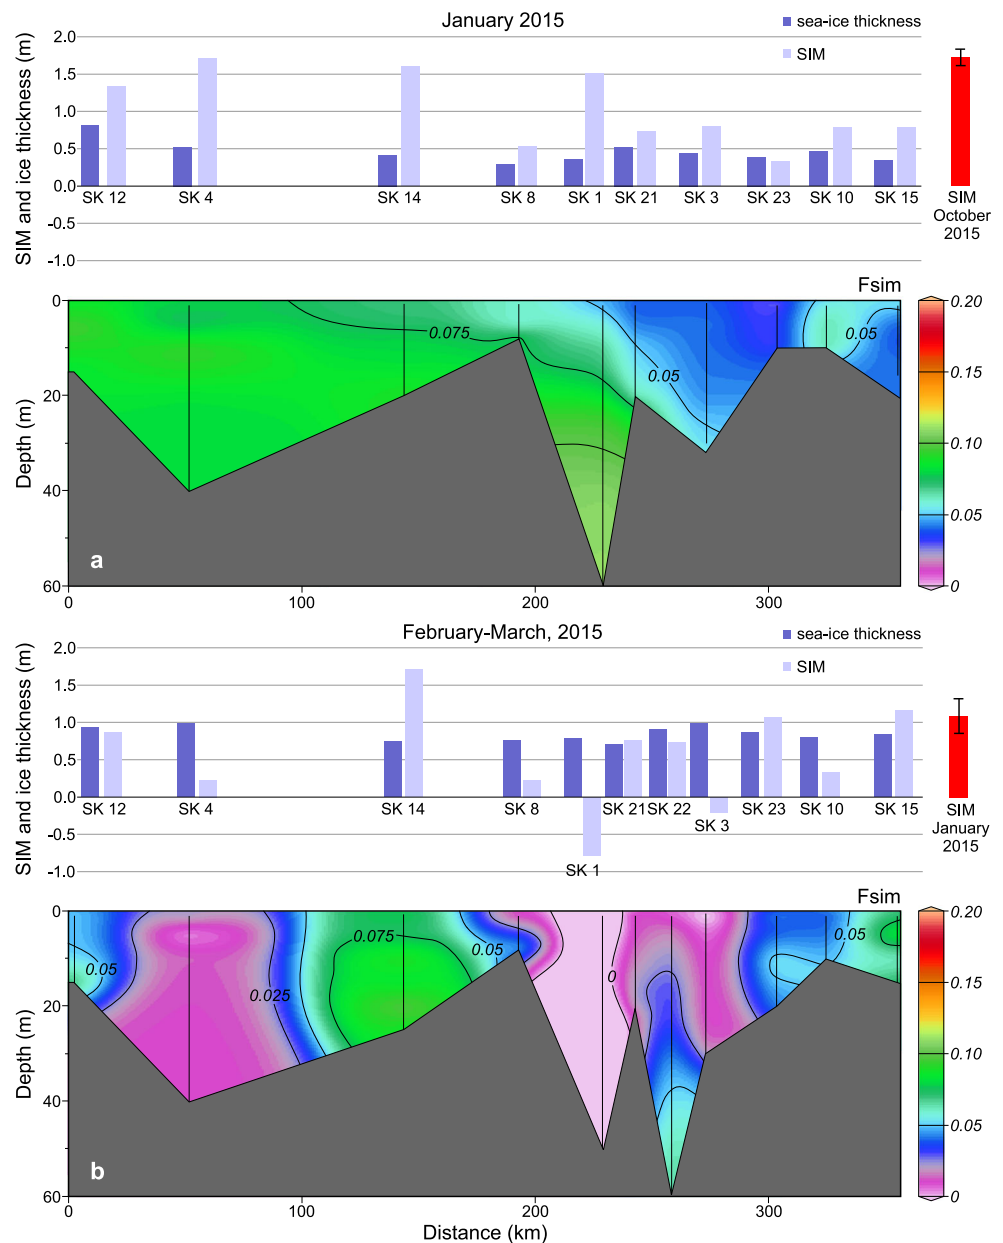 January 2015
sea-ice thickness
SIM
SIM and ice thickness (m)
2.0
1.5
1.0
0.5
0.0
-0.5
-1.0
SK 12
SK 4
SK 14
SK 8
SK 1
SK 21
SK 3
SK 23
SK 10
SK 15
SIM
October
2015
Fsim
Depth (m)
0
20
40
60
0.075
0.05
0.05
a
0
100
200
300
0.20
0.15
0.10
0.05
0
February-March, 2015
sea-ice thickness
SIM
SIM and ice thickness (m)
2.0
1.5
1.0
0.5
0.0
-0.5
-1.0
SK 12
SK 4
SK 14
SK 8
SK 1
SK 21
SK 22
SK 3
SK 23
SK 10
SK 15
SIM
January
2015
Fsim
Depth (m)
0
20
40
60
0.05
0.025
0.075
0.05
0
0.05
b
0
100
200
300
Distance (km)
0.20
0.15
0.10
0.05
0